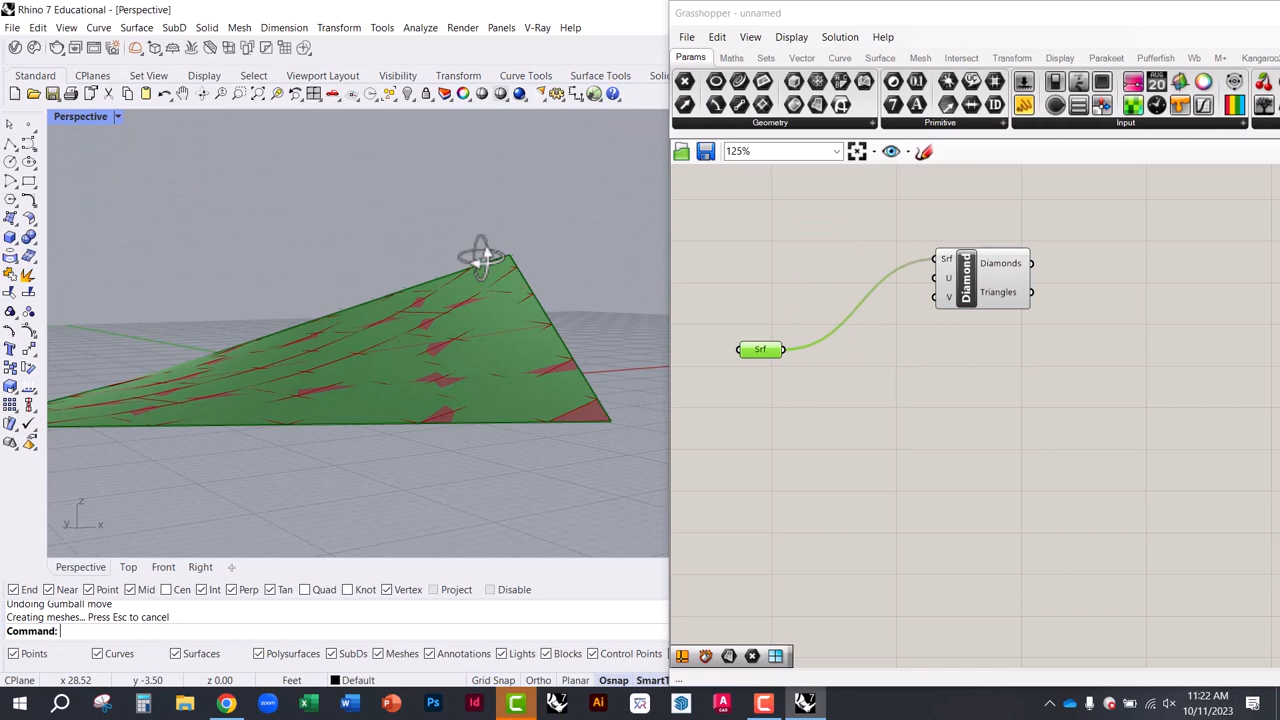 Rhino 7 Educational - [Perspective]
File Edit View Curve Surface SubD Solid Mesh Dimension Transform Tools Analyze Render Panels V-Ray Help
Standard CPlanes Set View Display Select Viewport Layout Visibility Transform Curve Tools Surface Tools Solid
Perspective
z
y x
Perspective Top Front Right
End Near Point Mid Cen Int Perp Tan Quad Knot Vertex Project Disable
Undoing Gumball move
Creating meshes... Press Esc to cancel
Command:
Points Curves Surfaces Polysurfaces SubDs Meshes Annotations Lights Blocks Control Points
CPlane x 28.52 y -3.50 z 0.00 Feet Default Grid Snap Ortho Planar Osnap SmartT
Grasshopper - unnamed
File Edit View Display Solution Help
Params Maths Sets Vector Curve Surface Mesh Intersect Transform Display Parakeet Pufferfish Wb M+ Kangaroo
Geometry Primitive Input
125%
Srf
U
V
Diamond
Diamonds
Triangles
Srf
...
11:22 AM
10/11/2023